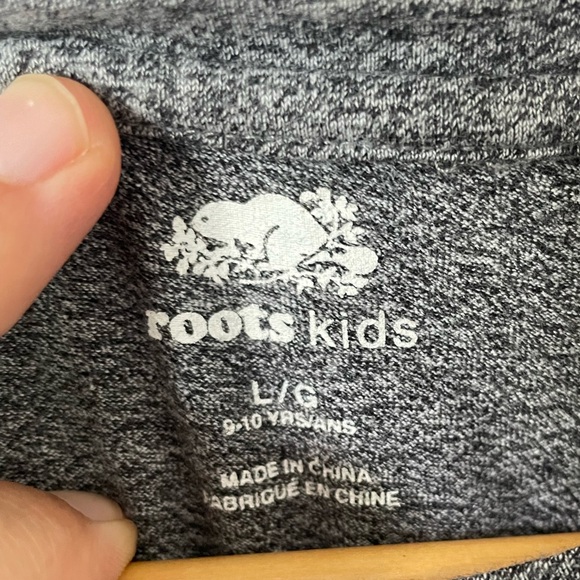 roots kids
L/G
9-10 YRS/ANS
MADE IN CHINA
FABRIQUÉ EN CHINE